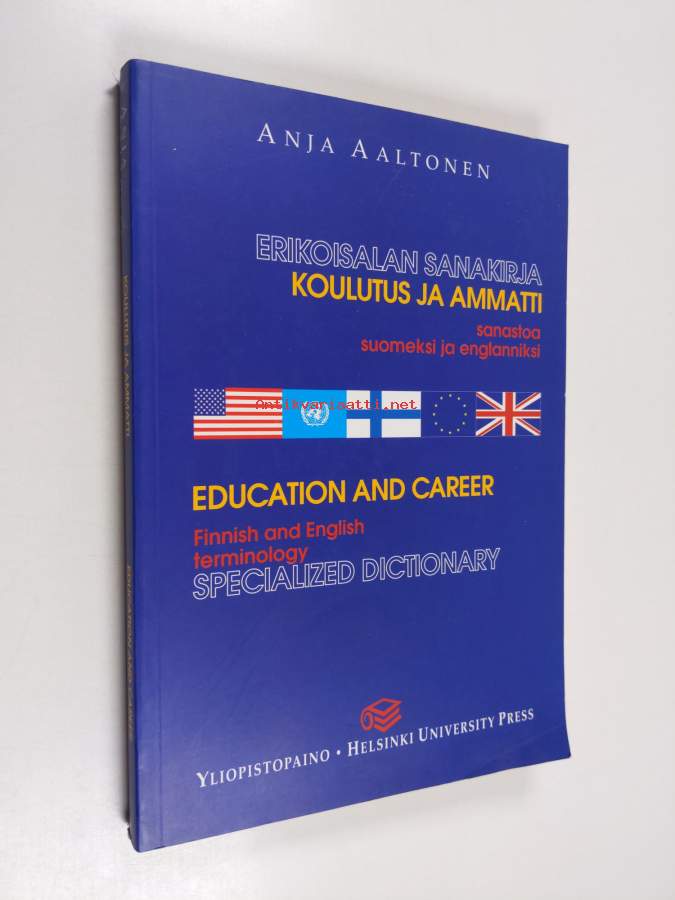 ANJA AALTONEN
ERIKOISALAN SANAKIRJA
KOULUTUS JA AMMATTI
sanastoa
suomeksi ja englanniksi
Antikvariaatti.net
EDUCATION AND CAREER
Finnish and English
terminology
SPECIALIZED DICTIONARY
YLIOPISTOPAINO • HELSINKI UNIVERSITY PRESS
ANJA
KOULUTUS JA AMMATTI
EDUCATION AND CAREER